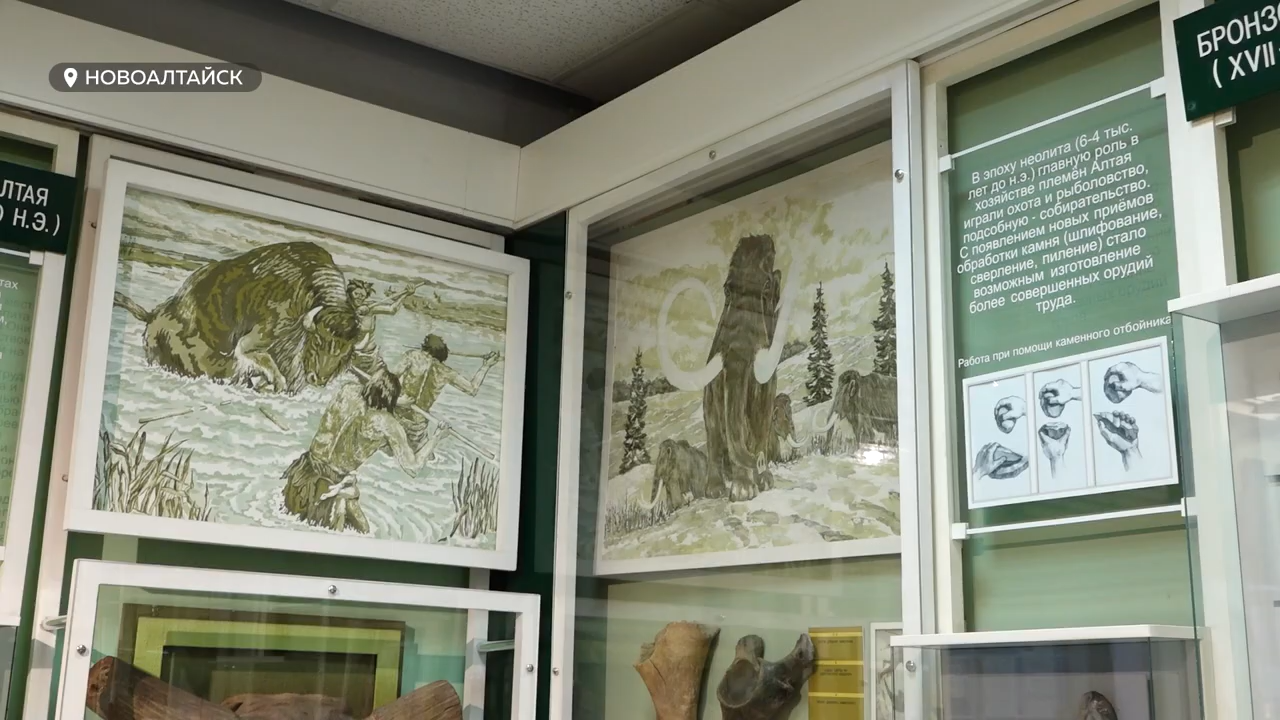 НОВОАЛТАЙСК
ЛТАЯ
Н.Э.)
В эпоху неолита (6-4 тыс.
лет до н.э.) главную роль в
хозяйстве племён Алтая
играли охота и рыболовство,
подсобную - собирательство.
С появлением новых приёмов
обработки камня (шлифование,
сверление, пиление) стало
возможным изготовление
более совершенных орудий
труда.
Работа при помощи каменного отбойника
БРОНЗО
( XVII